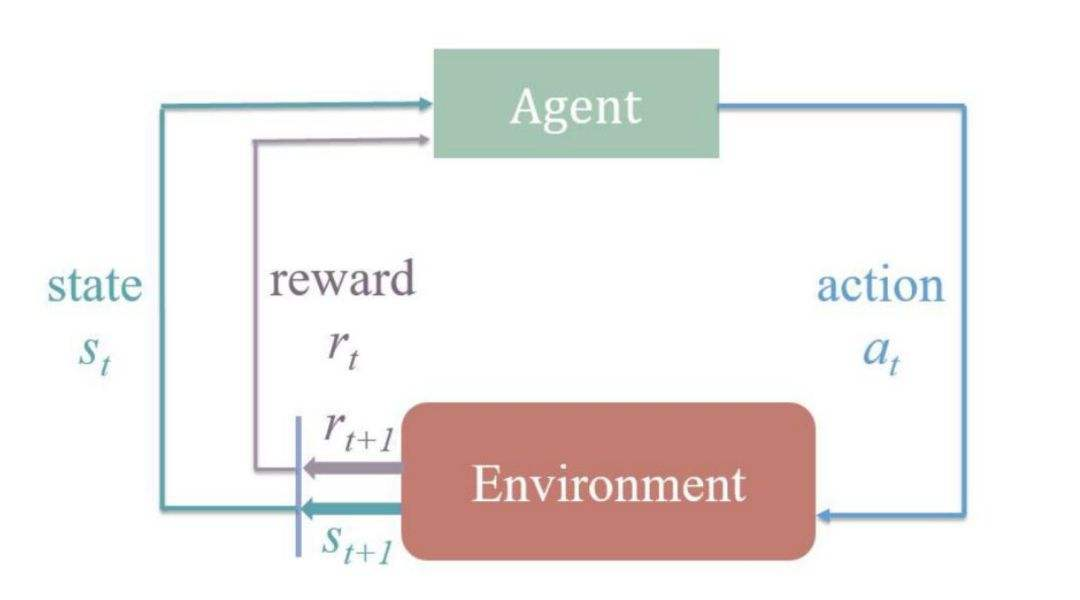 Agent
state
s_t
reward
r_t
action
a_t
r_{t+1}
Environment
s_{t+1}